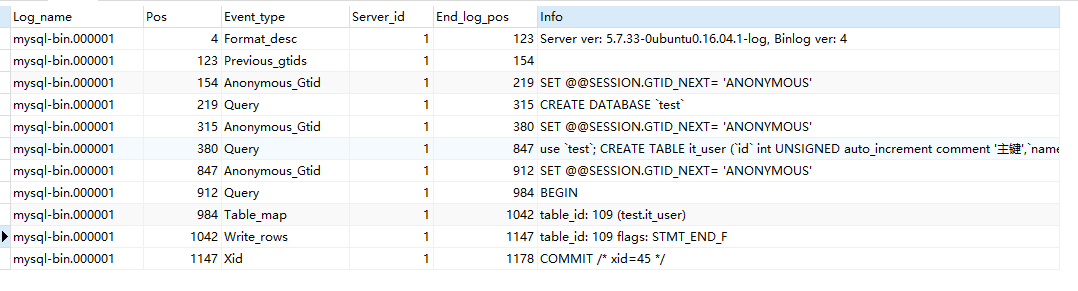 Log_name Pos Event_type Server_id End_log_pos Info
mysql-bin.000001 4 Format_desc 1 123 Server ver: 5.7.33-0ubuntu0.16.04.1-log, Binlog ver: 4
mysql-bin.000001 123 Previous_gtids 1 154
mysql-bin.000001 154 Anonymous_Gtid 1 219 SET @@SESSION.GTID_NEXT= 'ANONYMOUS'
mysql-bin.000001 219 Query 1 315 CREATE DATABASE `test`
mysql-bin.000001 315 Anonymous_Gtid 1 380 SET @@SESSION.GTID_NEXT= 'ANONYMOUS'
mysql-bin.000001 380 Query 1 847 use `test`; CREATE TABLE it_user (`id` int UNSIGNED auto_increment comment '主键',`name
mysql-bin.000001 847 Anonymous_Gtid 1 912 SET @@SESSION.GTID_NEXT= 'ANONYMOUS'
mysql-bin.000001 912 Query 1 984 BEGIN
mysql-bin.000001 984 Table_map 1 1042 table_id: 109 (test.it_user)
mysql-bin.000001 1042 Write_rows 1 1147 table_id: 109 flags: STMT_END_F
mysql-bin.000001 1147 Xid 1 1178 COMMIT /* xid=45 */